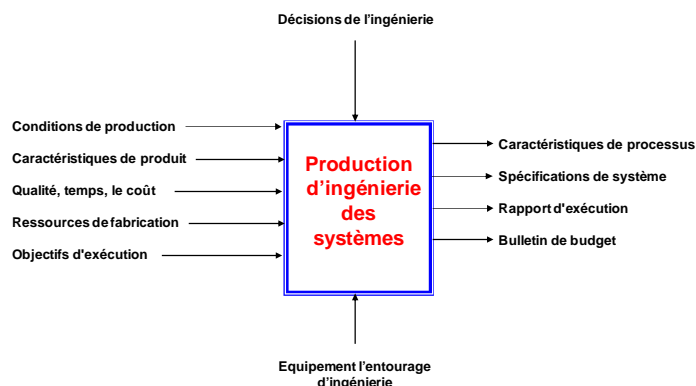 Décisions de l'ingénierie
Conditions de production
Caractéristiques de produit
Qualité, temps, le coût
Ressources de fabrication
Objectifs d'exécution
Production
d'ingénierie
des
systèmes
Caractéristiques de processus
Spécifications de système
Rapport d'exécution
Bulletin de budget
Equipement l'entourage
d'ingénierie